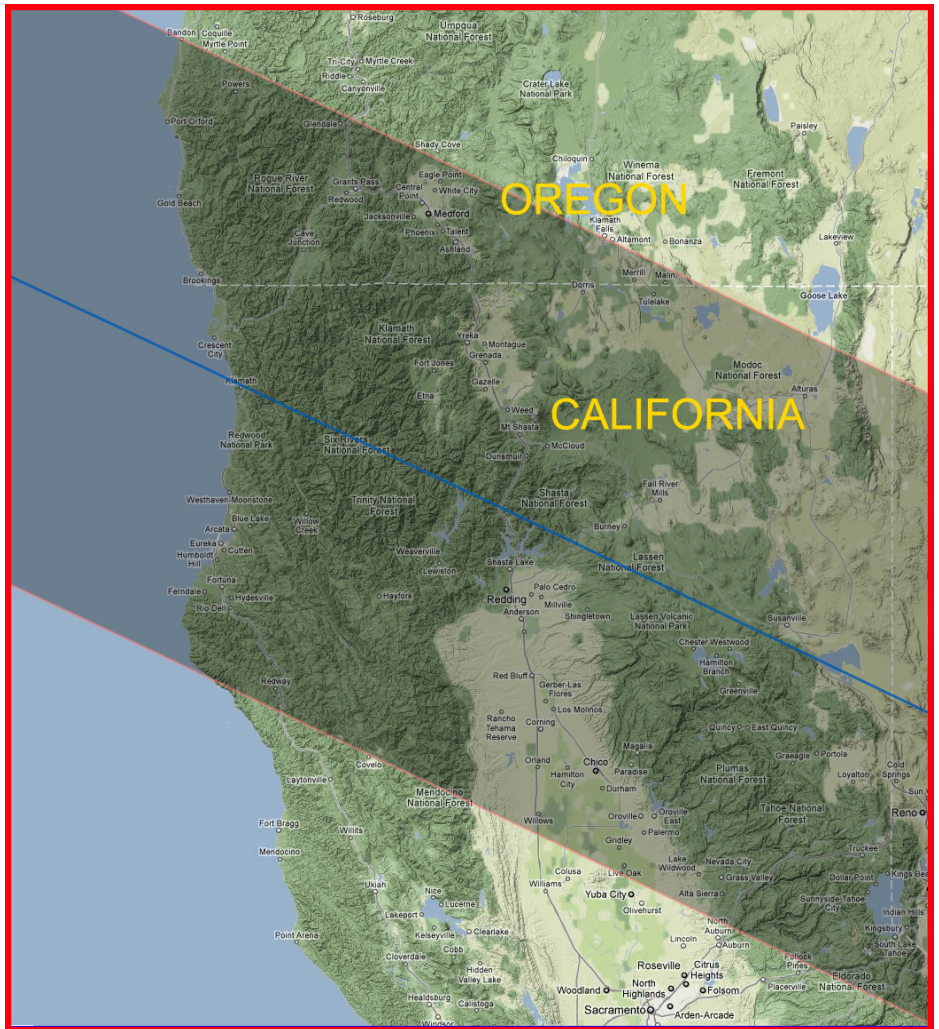 Roseburg
Umpqua
National Forest
Bandon
Coquille
Myrtle Point
Tri-City
Myrtle Creek
Riddle
Canyonville
Crater Lake
National Park
Powers
Port Orford
Glendale
Paisley
Shady Cove
Chiloquin
Winema
National Forest
Fremont
National Forest
Rogue River
National Forest
Grants Pass
Redwood
Eagle Point
Central
Point
White City
OREGON
Gold Beach
Jacksonville
Medford
Phoenix
Talent
Ashland
Klamath
Falls
Altamont
Bonanza
Lakeview
Cave
Junction
Brookings
Merrill
Malin
Dorris
Tulelake
Goose Lake
Crescent
City
Klamath
National Forest
Yreka
Montague
Grenada
Fort Jones
Gazelle
Modoc
National Forest
Klamath
Etna
Alturas
Weed
CALIFORNIA
Mt Shasta
Redwood
National Park
Six Rivers
National Forest
McCloud
Dunsmuir
Fall River
Mills
Westhaven-Moonstone
Trinity National
Forest
Shasta
National Forest
Blue Lake
Willow
Creek
Arcata
Burney
Eureka
Cutten
Humboldt
Hill
Weaverville
Lewiston
Shasta Lake
Lassen
National Forest
Fortuna
Ferndale
Hydesville
Rio Dell
Hayfork
Redding
Palo Cedro
Millville
Anderson
Shingletown
Lassen Volcanic
National Park
Susanville
Chester
Westwood
Hamilton
Branch
Greenville
Redway
Red Bluff
Gerber-Las
Flores
Los Molinos
Rancho
Tehama
Reserve
Corning
Quincy
East Quincy
Magalia
Graeagle
Portola
Orland
Chico
Paradise
Hamilton
City
Durham
Plumas
National Forest
Cold
Springs
Loyalton
Covelo
Laytonville
Mendocino
National Forest
Sun V
Reno
Tahoe National
Forest
Willows
Oroville
Oroville
East
Palermo
Fort Bragg
Willits
Gridley
Mendocino
Truckee
Lake
Wildwood
Nevada City
Grass Valley
Live Oak
Colusa
Williams
Dollar Point
Kings Bea
Ukiah
Nice
Lucerne
Yuba City
Olivehurst
Alta Sierra
Sunnyside-Tahoe
City
Indian Hills
Lakeport
Point Arena
Kelseyville
Clearlake
Cobb
Cloverdale
Lincoln
North
Auburn
Auburn
Kingsbury
South Lake
Tahoe
Hidden
Valley Lake
Roseville
Citrus
Heights
Pollock
Pines
Placerville
Eldorado
National Forest
Woodland
North
Highlands
Folsom
Healdsburg
Calistoga
Sacramento
Arden-Arcade
Windsor